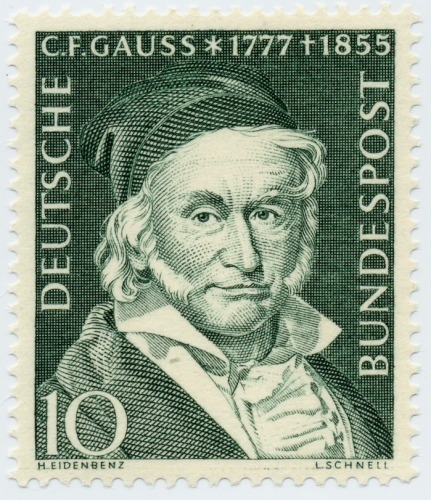 C.F.GAUSS *1777 †1855
DEUTSCHE
BUNDESPOST
10
H.EIDENBENZ
L.SCHNELL